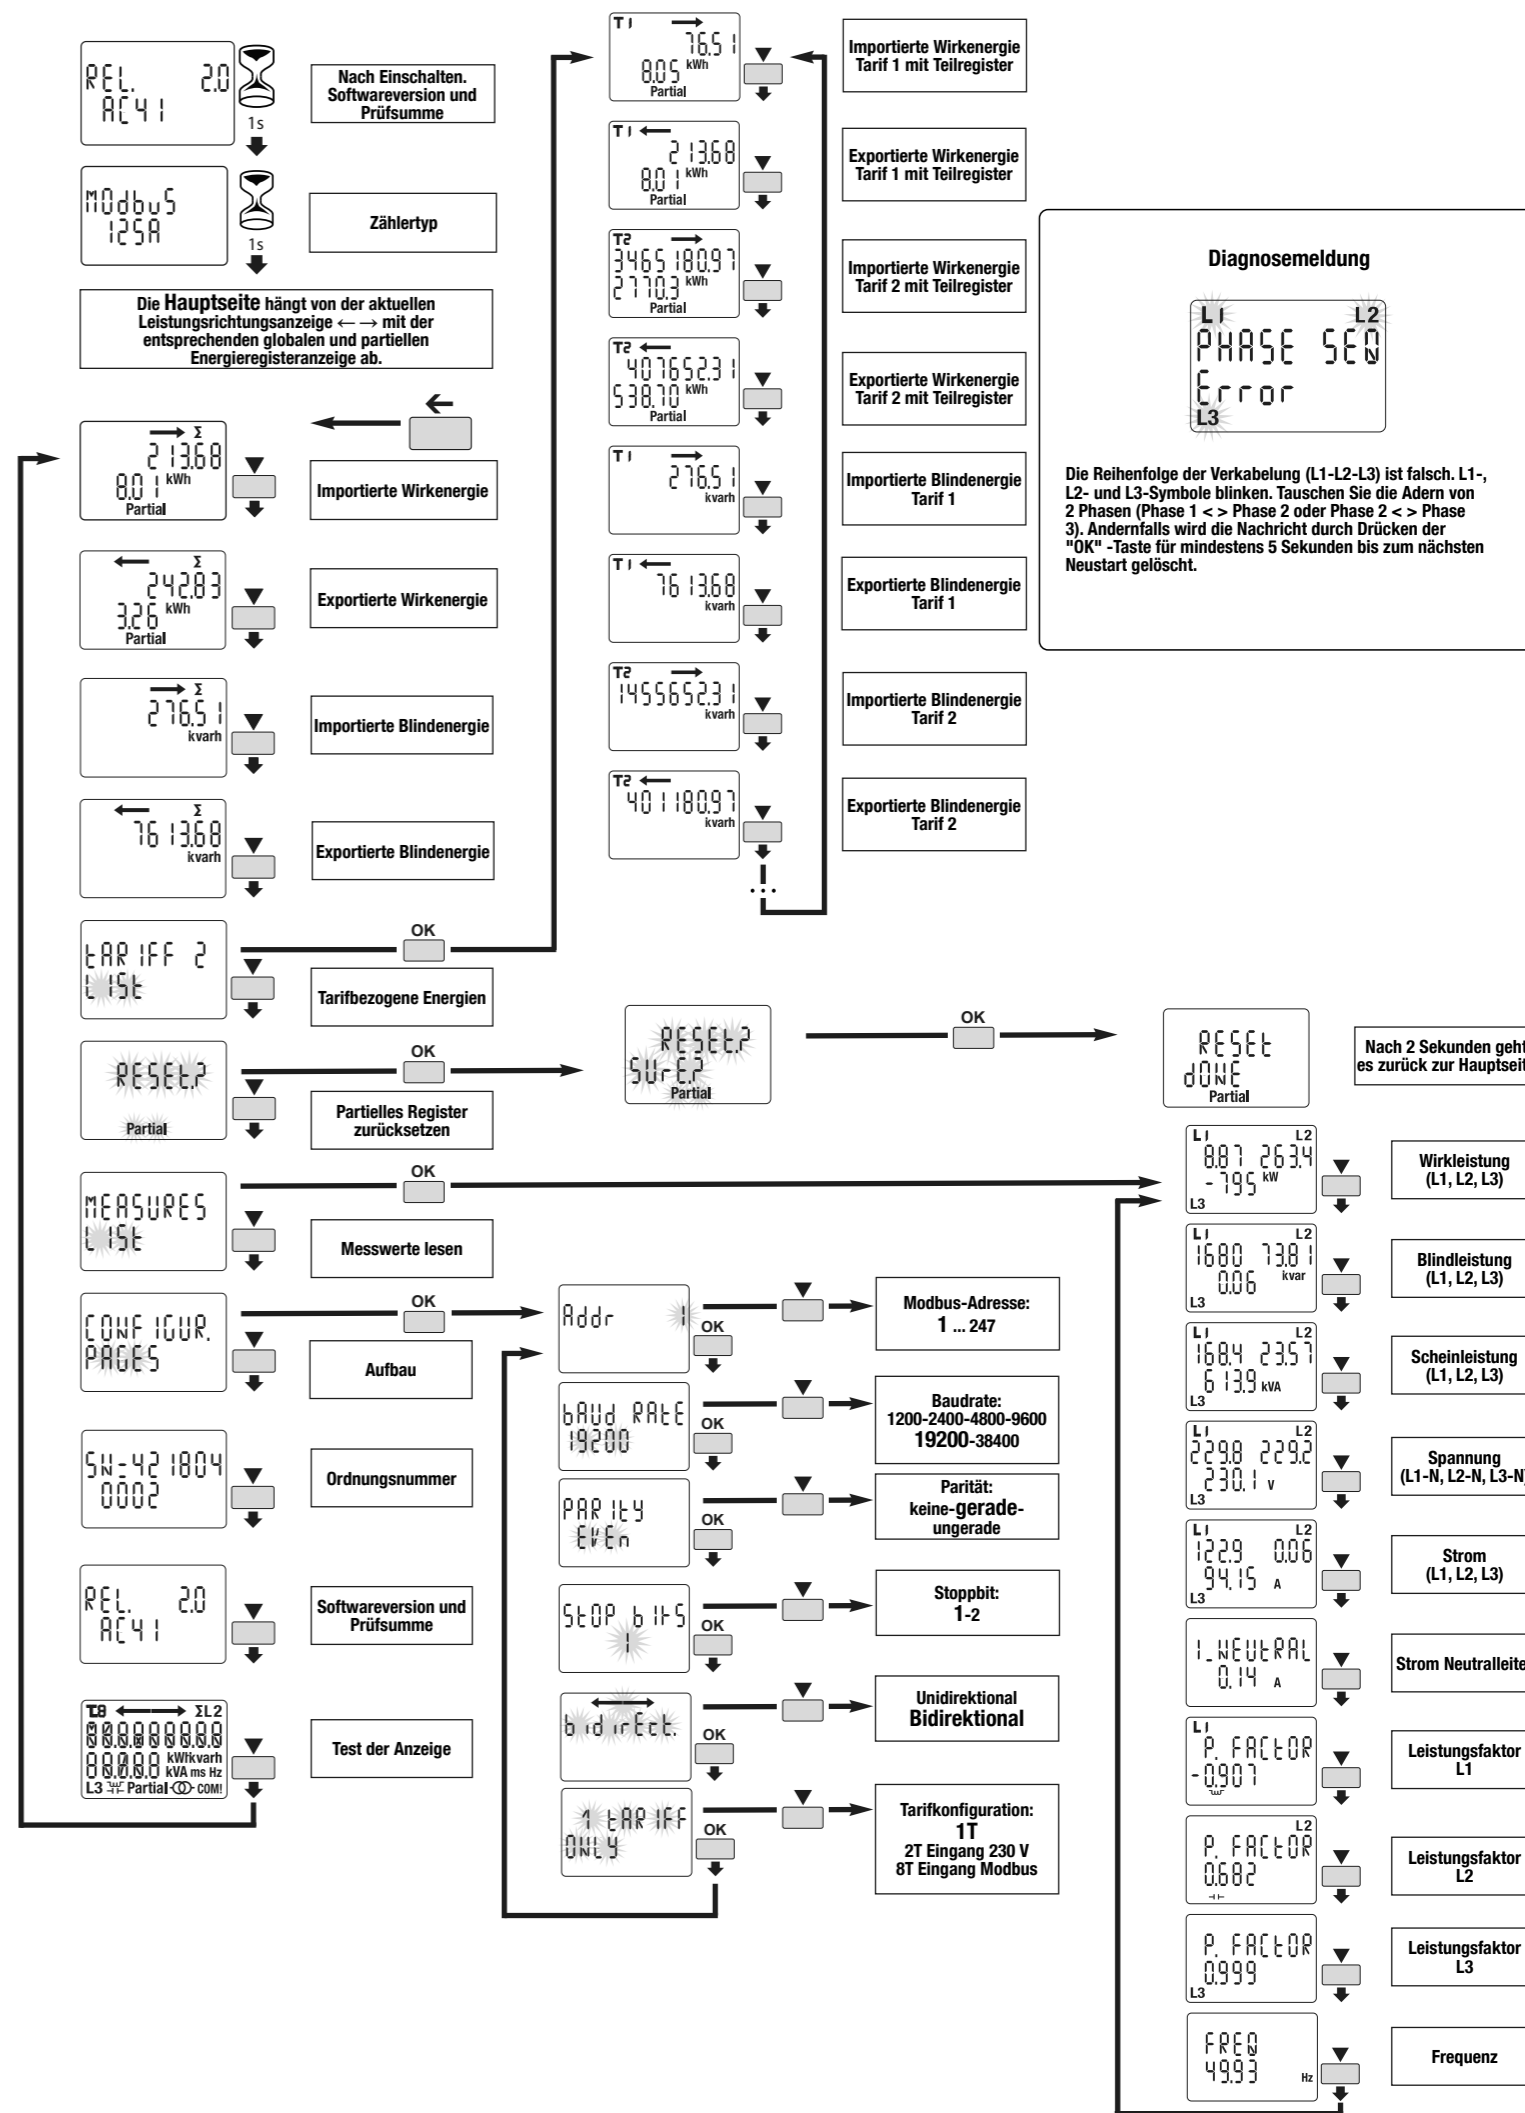 REL. 2.0
AC41
1s
Nach Einschalten.
Softwareversion und
Prüfsumme
MOdbuS
125A
1s
Zählertyp
Die Hauptseite hängt von der aktuellen
Leistungsrichtungsanzeige ← → mit der
entsprechenden globalen und partiellen
Energieregisteranzeige ab.
Σ
213.68
8.01 kWh
Partial
Importierte Wirkenergie
Σ
242.83
3.26 kWh
Partial
Exportierte Wirkenergie
Σ
276.51
kvarh
Importierte Blindenergie
Σ
7613.68
kvarh
Exportierte Blindenergie
tARIFF 2
LISt
OK
Tarifbezogene Energien
RESEt.?
Partial
OK
Partielles Register
zurücksetzen
MEASURES
LISt
OK
Messwerte lesen
CONFIGUR.
PAGES
OK
Aufbau
SN-421804
0002
Ordnungsnummer
REL. 2.0
AC41
Softwareversion und
Prüfsumme
T8 ΣL2
kWkvarh
kVA ms Hz
L3 Partial COM!
Test der Anzeige
T1
76.51
8.05 kWh
Partial
Importierte Wirkenergie
Tarif 1 mit Teilregister
T1
213.68
8.01 kWh
Partial
Exportierte Wirkenergie
Tarif 1 mit Teilregister
T2
3465180.97
2770.3 kWh
Partial
Importierte Wirkenergie
Tarif 2 mit Teilregister
T2
407652.31
538.70 kWh
Partial
Exportierte Wirkenergie
Tarif 2 mit Teilregister
T1
276.51
kvarh
Importierte Blindenergie
Tarif 1
T1
7613.68
kvarh
Exportierte Blindenergie
Tarif 1
T2
1455652.31
kvarh
Importierte Blindenergie
Tarif 2
T2
401180.97
kvarh
Exportierte Blindenergie
Tarif 2
...
Diagnosemeldung
L1 L2
PHASE SEQ
Error
L3
Die Reihenfolge der Verkabelung (L1-L2-L3) ist falsch. L1-,
L2- und L3-Symbole blinken. Tauschen Sie die Adern von
2 Phasen (Phase 1 < > Phase 2 oder Phase 2 < > Phase
3). Andernfalls wird die Nachricht durch Drücken der
"OK" -Taste für mindestens 5 Sekunden bis zum nächsten
Neustart gelöscht.
RESEt.?
SUrE.?
Partial
OK
RESEt
dONE
Partial
Nach 2 Sekunden geht
es zurück zur Hauptseit
Addr 1
OK
Modbus-Adresse:
1 ... 247
bAUd RAtE
19200
OK
Baudrate:
1200-2400-4800-9600
19200-38400
PARItY
EVEn
OK
Parität:
keine-gerade-
ungerade
StOP bItS
1
OK
Stoppbit:
1-2
bidirEct.
OK
Unidirektional
Bidirektional
1 tARIFF
ONLY
OK
Tarifkonfiguration:
1T
2T Eingang 230 V
8T Eingang Modbus
L1 L2
8.87 263.4
-795 kW
L3
Wirkleistung
(L1, L2, L3)
L1 L2
1680 73.81
0.06 kvar
L3
Blindleistung
(L1, L2, L3)
L1 L2
168.4 23.57
613.9 kVA
L3
Scheinleistung
(L1, L2, L3)
L1 L2
229.8 229.2
230.1 V
L3
Spannung
(L1-N, L2-N, L3-N)
L1 L2
122.9 0.06
94.15 A
L3
Strom
(L1, L2, L3)
I_NEUtRAL
0.14 A
Strom Neutralleite
L1
P. FACtOR
-0.907
Leistungsfaktor
L1
L2
P. FACtOR
0.682
Leistungsfaktor
L2
P. FACtOR
0.999
L3
Leistungsfaktor
L3
FREQ
49.93
Hz
Frequenz